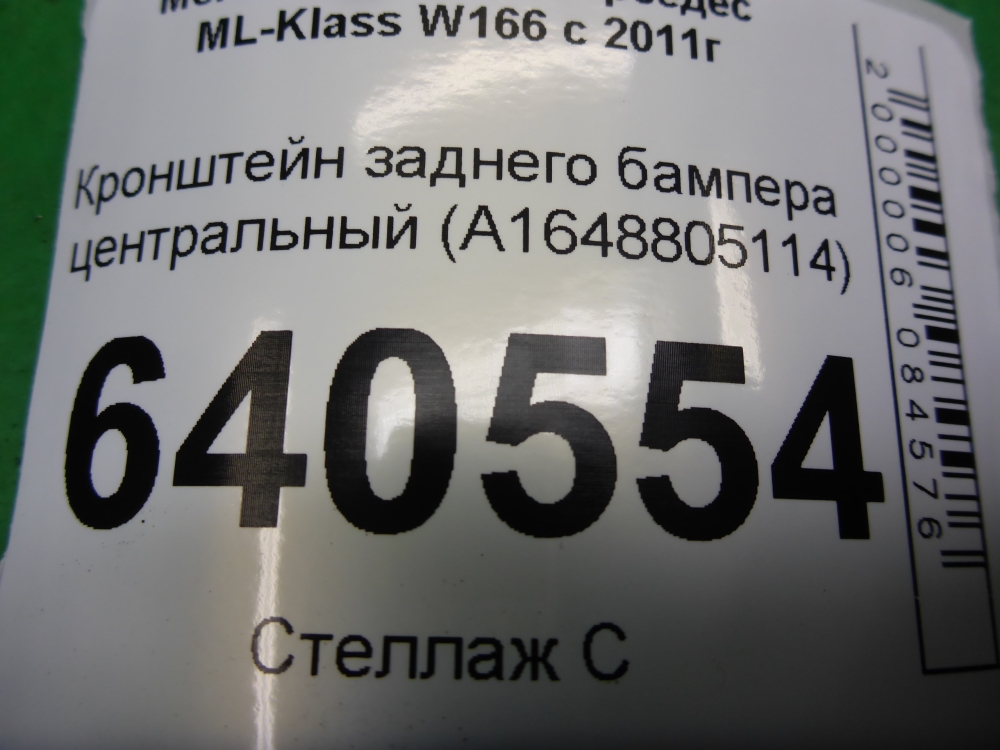 ML-Klass W166 с 2011г
Кронштейн заднего бампера
центральный (A1648805114)
640554
Стеллаж С
2000006084576